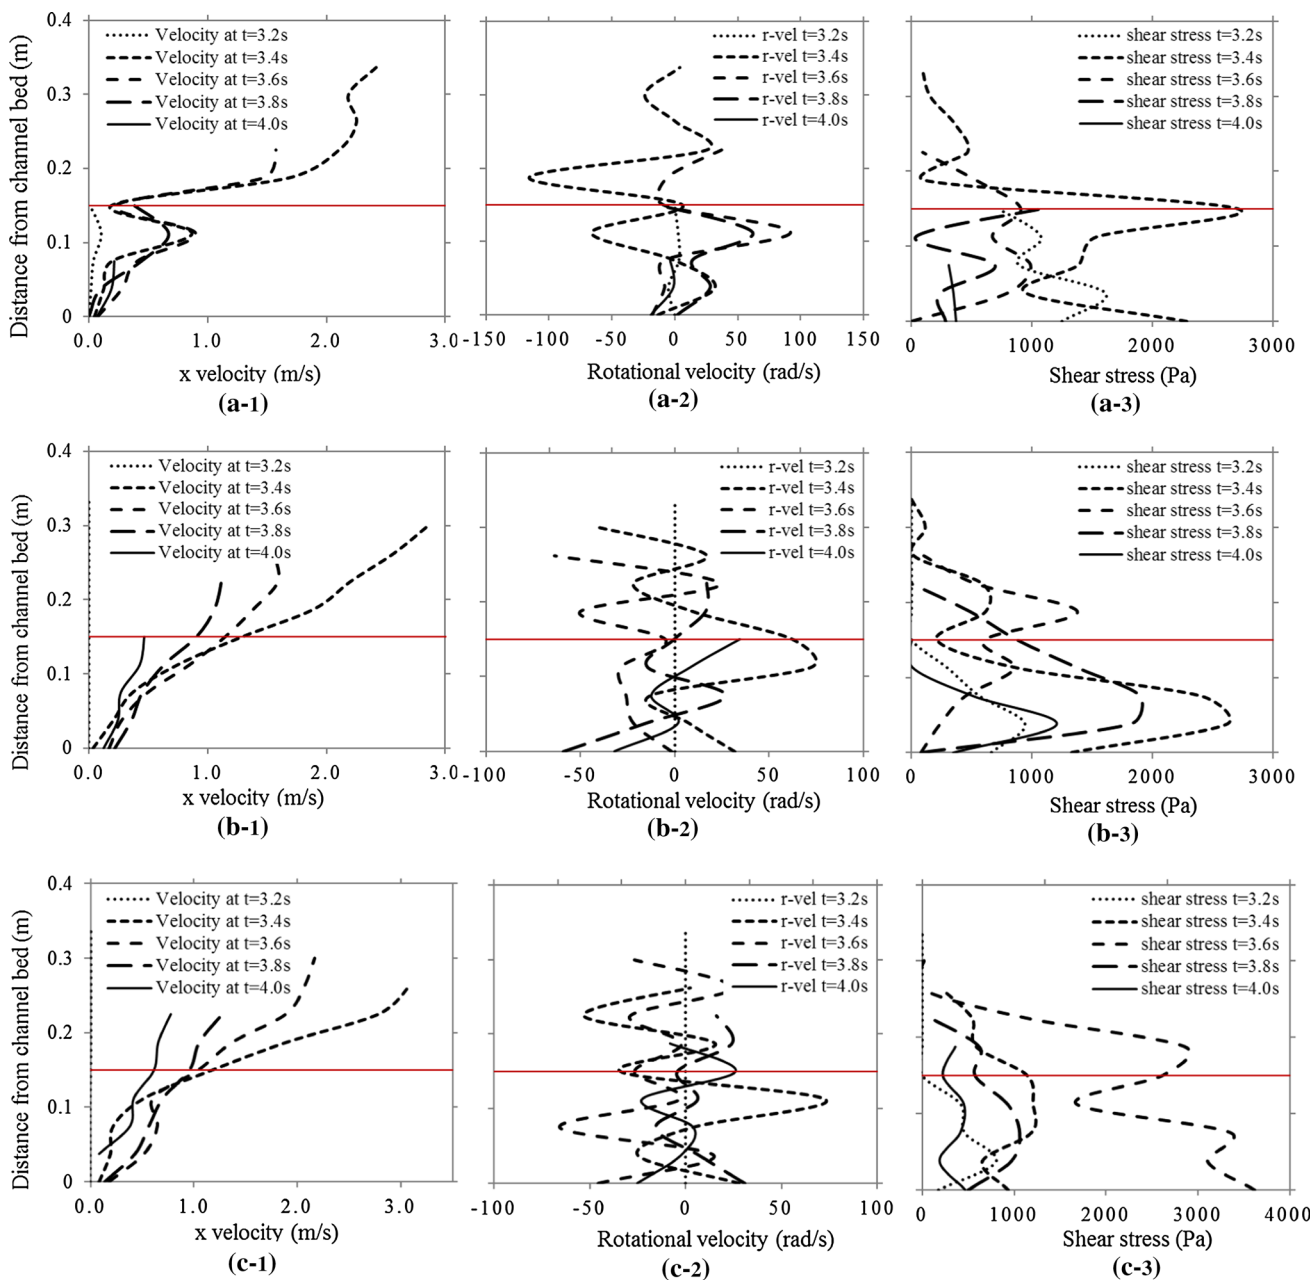 0.4
0.3
0.2
0.1
0
Distance from channel bed (m)
Velocity at t=3.2s
Velocity at t=3.4s
Velocity at t=3.6s
Velocity at t=3.8s
Velocity at t=4.0s
0.0 1.0 2.0 3.0
x velocity (m/s)
(a-1)
r-vel t=3.2s
r-vel t=3.4s
r-vel t=3.6s
r-vel t=3.8s
r-vel t=4.0s
-150 -100 -50 0 50 100 150
Rotational velocity (rad/s)
(a-2)
shear stress t=3.2s
shear stress t=3.4s
shear stress t=3.6s
shear stress t=3.8s
shear stress t=4.0s
0 1000 2000 3000
Shear stress (Pa)
(a-3)
0.4
0.3
0.2
0.1
0
Distance from channel bed (m)
Velocity at t=3.2s
Velocity at t=3.4s
Velocity at t=3.6s
Velocity at t=3.8s
Velocity at t=4.0s
0.0 1.0 2.0 3.0
x velocity (m/s)
(b-1)
r-vel t=3.2s
r-vel t=3.4s
r-vel t=3.6s
r-vel t=3.8s
r-vel t=4.0s
-100 -50 0 50 100
Rotational velocity (rad/s)
(b-2)
shear stress t=3.2s
shear stress t=3.4s
shear stress t=3.6s
shear stress t=3.8s
shear stress t=4.0s
0 1000 2000 3000
Shear stress (Pa)
(b-3)
0.4
0.3
0.2
0.1
0
Distance from channel bed (m)
Velocity at t=3.2s
Velocity at t=3.4s
Velocity at t=3.6s
Velocity at t=3.8s
Velocity at t=4.0s
0.0 1.0 2.0 3.0
x velocity (m/s)
(c-1)
r-vel t=3.2s
r-vel t=3.4s
r-vel t=3.6s
r-vel t=3.8s
r-vel t=4.0s
-100 -50 0 50 100
Rotational velocity (rad/s)
(c-2)
shear stress t=3.2s
shear stress t=3.4s
shear stress t=3.6s
shear stress t=3.8s
shear stress t=4.0s
0 1000 2000 3000 4000
Shear stress (Pa)
(c-3)